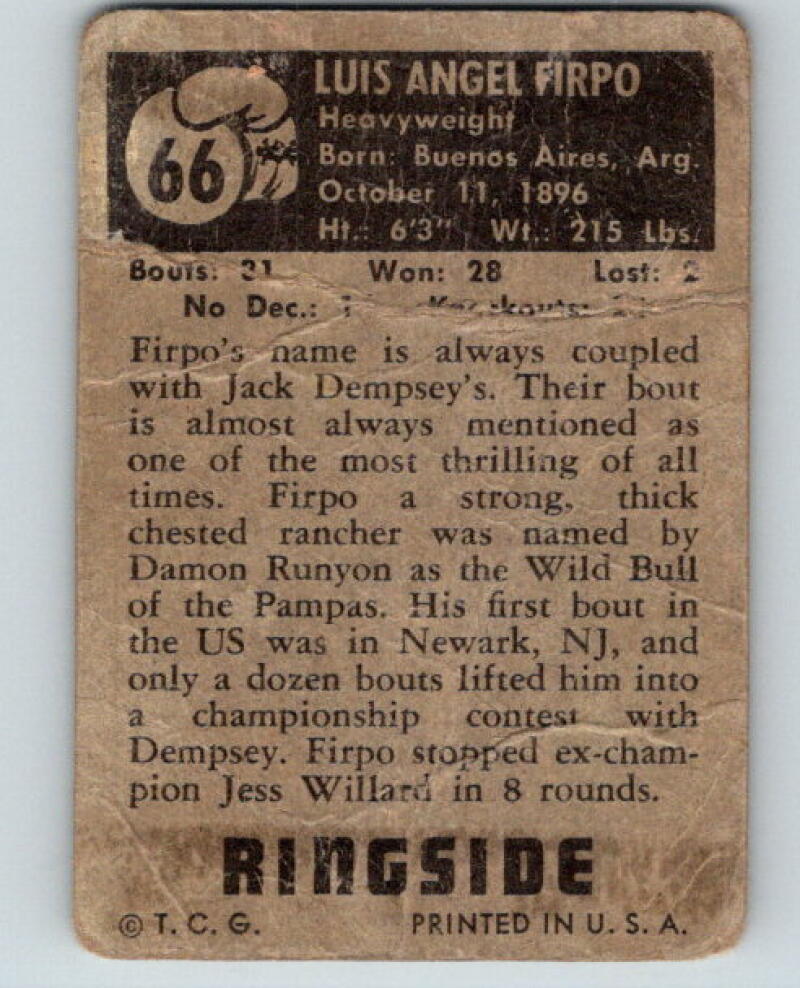 66
LUIS ANGEL FIRPO
Heavyweight
Born: Buenos Aires, Arg.
October 11, 1896
Ht.: 6'3" Wt.: 215 Lbs.
Bouts: 31 Won: 28 Lost: 2
No Dec.: 1 Knockouts:
Firpo's name is always coupled
with Jack Dempsey's. Their bout
is almost always mentioned as
one of the most thrilling of all
times. Firpo a strong, thick
chested rancher was named by
Damon Runyon as the Wild Bull
of the Pampas. His first bout in
the US was in Newark, NJ, and
only a dozen bouts lifted him into
a championship contest with
Dempsey. Firpo stopped ex-cham-
pion Jess Willard in 8 rounds.
RINGSIDE
© T. C. G. PRINTED IN U. S. A.